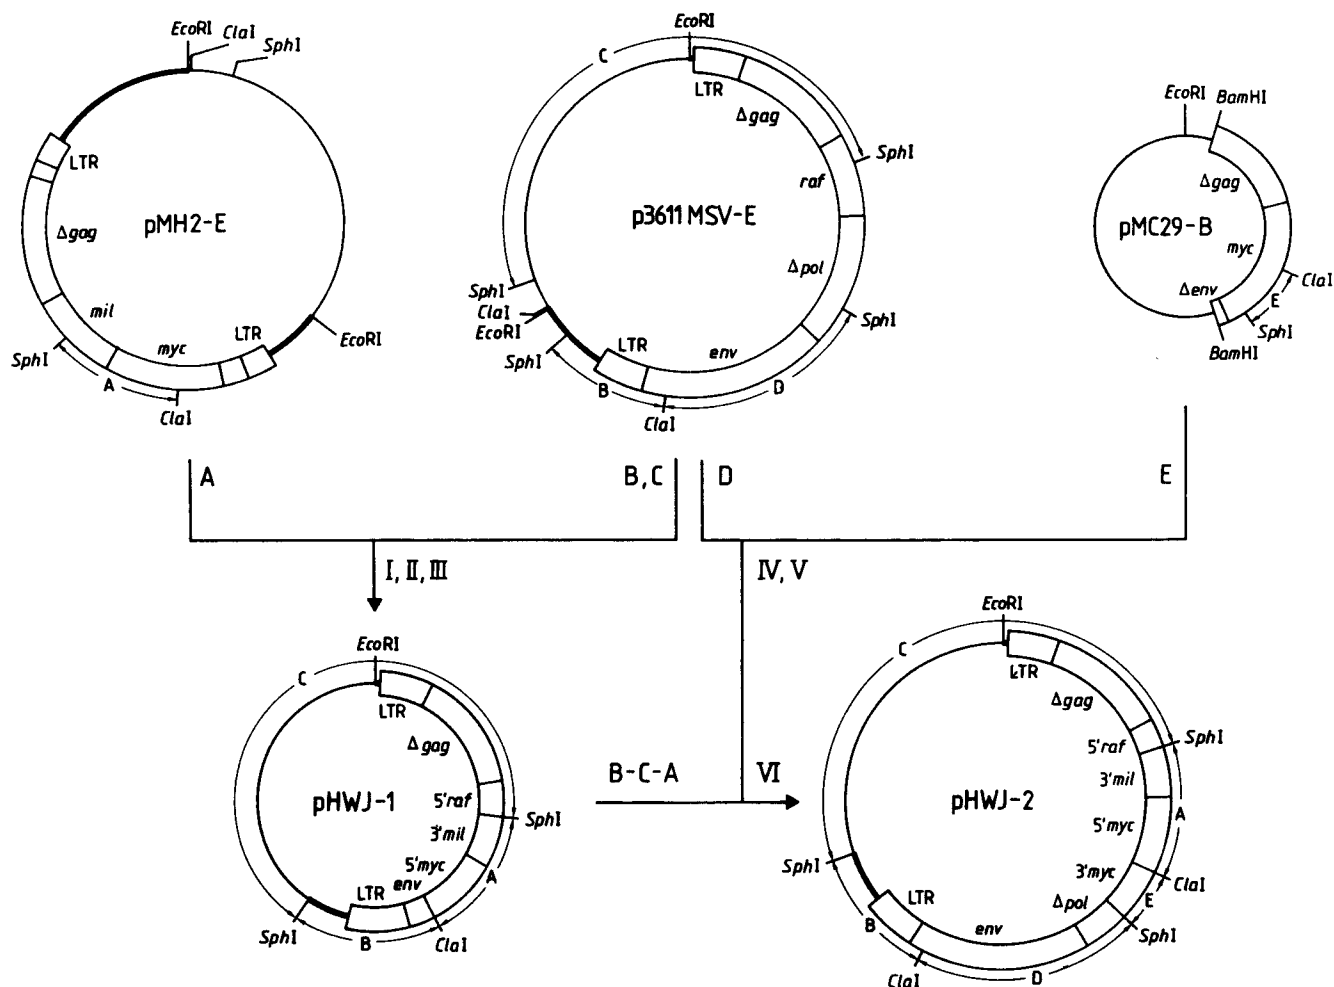 EcoRI
ClaI
SphI
LTR
Δgag
pMH2-E
mil
myc
LTR
EcoRI
SphI
A
ClaI
EcoRI
C
LTR
Δgag
SphI
raf
p3611MSV-E
Δpol
SphI
ClaI
EcoRI
SphI
SphI
LTR
env
B
D
ClaI
EcoRI
BamHI
Δgag
pMC29-B
myc
ClaI
Δenv
E
SphI
BamHI
A
B,C
D
E
I, II, III
IV, V
EcoRI
C
LTR
Δgag
pHWJ-1
5'raf
SphI
3'mil
5'myc
A
LTR
env
SphI
B
ClaI
B-C-A
VI
EcoRI
C
LTR
Δgag
5'raf
SphI
3'mil
pHWJ-2
5'myc
A
SphI
3'myc
ClaI
LTR
Δpol
E
B
env
SphI
ClaI
D